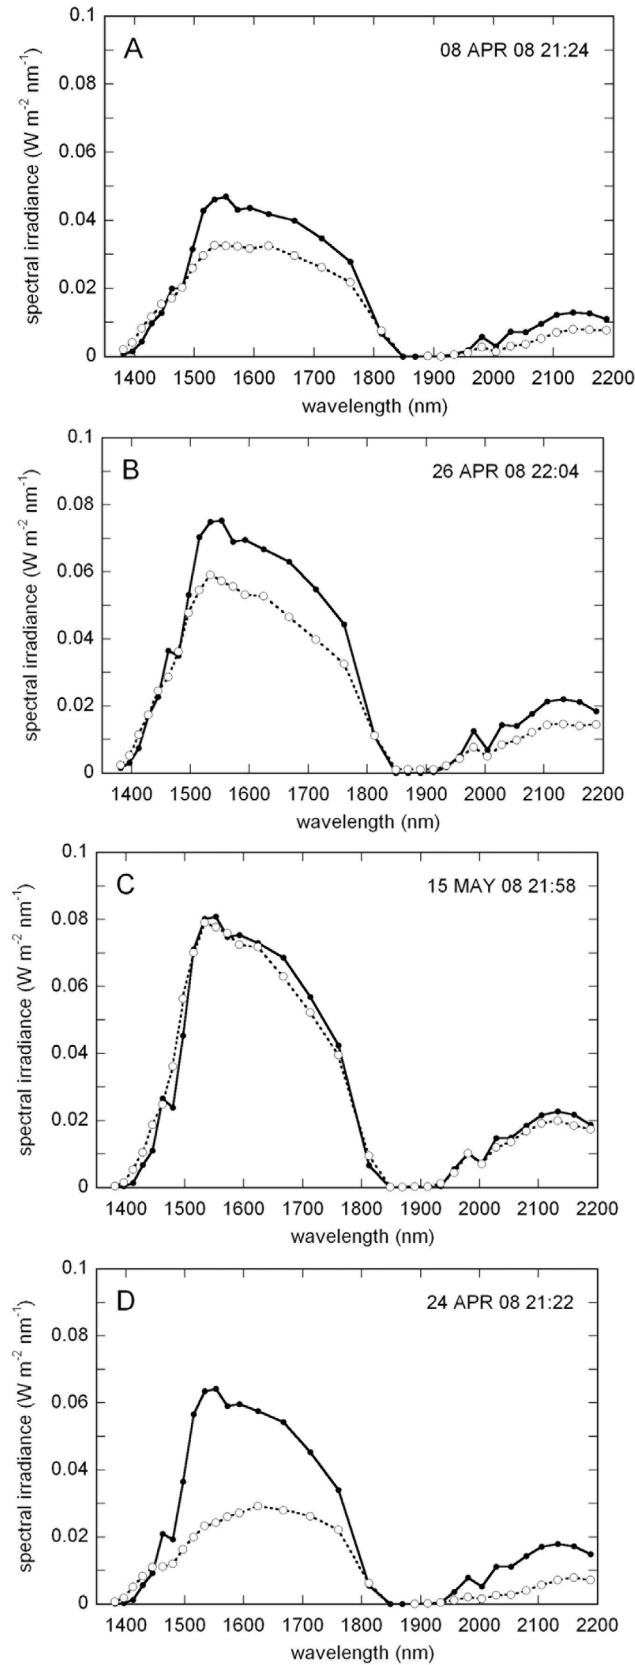 0.1
A
08 APR 08 21:24
0.08
0.06
0.04
0.02
0
spectral irradiance (W m-2 nm-1)
1400 1500 1600 1700 1800 1900 2000 2100 2200
wavelength (nm)
0.1
B
26 APR 08 22:04
0.08
0.06
0.04
0.02
0
spectral irradiance (W m-2 nm-1)
1400 1500 1600 1700 1800 1900 2000 2100 2200
wavelength (nm)
0.1
C
15 MAY 08 21:58
0.08
0.06
0.04
0.02
0
spectral irradiance (W m-2 nm-1)
1400 1500 1600 1700 1800 1900 2000 2100 2200
wavelength (nm)
0.1
D
24 APR 08 21:22
0.08
0.06
0.04
0.02
0
spectral irradiance (W m-2 nm-1)
1400 1500 1600 1700 1800 1900 2000 2100 2200
wavelength (nm)